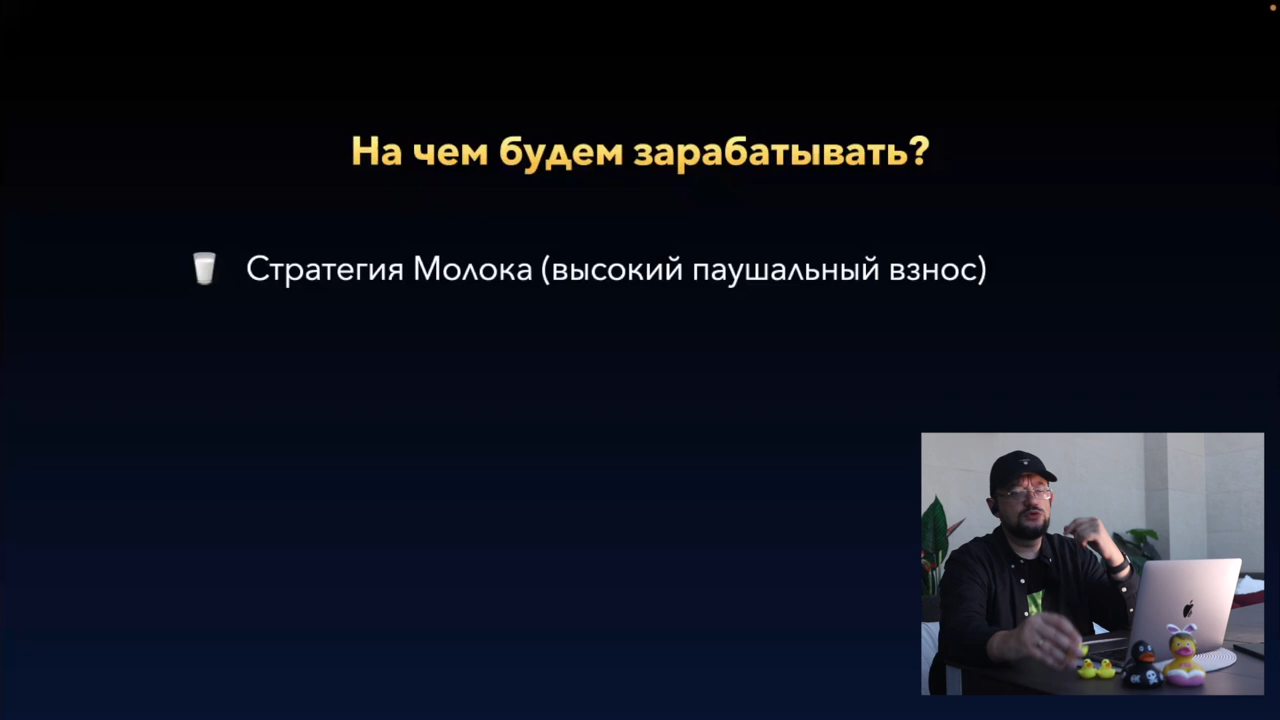 На чем будем зарабатывать?
Стратегия Молока (высокий паушальный взнос)